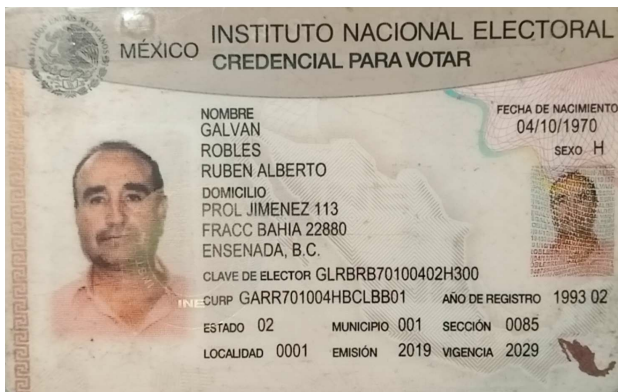 INSTITUTO NACIONAL ELECTORAL
MÉXICO
CREDENCIAL PARA VOTAR
NOMBRE
GALVAN
ROBLES
RUBEN ALBERTO
FECHA DE NACIMIENTO
04/10/1970
SEXO H
DOMICILIO
PROL JIMENEZ 113
FRACC BAHIA 22880
ENSENADA, B.C.
CLAVE DE ELECTOR GLRBRB70100402H300
INE
CURP GARR701004HBCLBB01 AÑO DE REGISTRO 1993 02
ESTADO 02 MUNICIPIO 001 SECCIÓN 0085
LOCALIDAD 0001 EMISIÓN 2019 VIGENCIA 2029